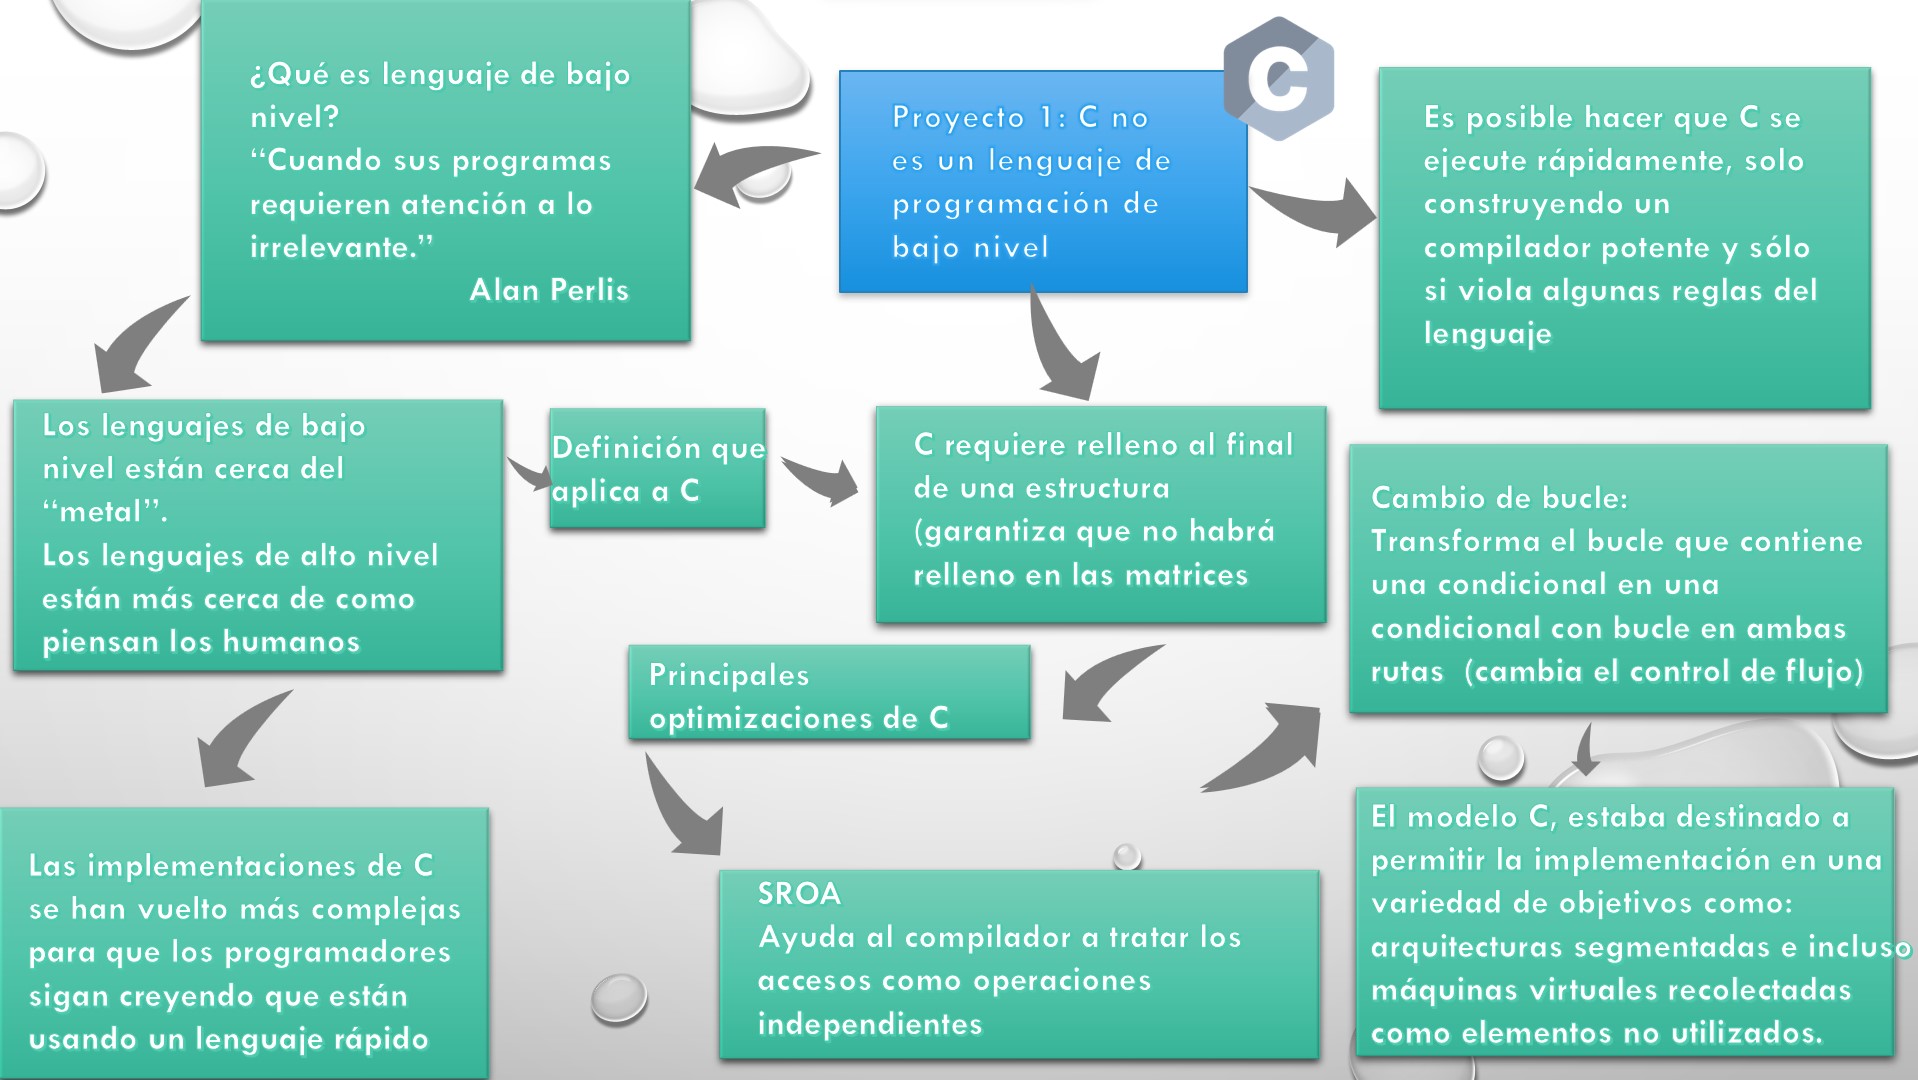 ¿Qué es lenguaje de bajo
nivel?
“Cuando sus programas
requieren atención a lo
irrelevante.”
Alan Perlis
Proyecto 1: C no
es un lenguaje de
programación de
bajo nivel
C
Es posible hacer que C se
ejecute rápidamente, solo
construyendo un
compilador potente y sólo
si viola algunas reglas del
lenguaje
Los lenguajes de bajo
nivel están cerca del
“metal”.
Los lenguajes de alto nivel
están más cerca de como
piensan los humanos
Definición que
aplica a C
C requiere relleno al final
de una estructura
(garantiza que no habrá
relleno en las matrices
Cambio de bucle:
Transforma el bucle que contiene
una condicional en una
condicional con bucle en ambas
rutas  (cambia el control de flujo)
Principales
optimizaciones de C
Las implementaciones de C
se han vuelto más complejas
para que los programadores
sigan creyendo que están
usando un lenguaje rápido
SROA
Ayuda al compilador a tratar los
accesos como operaciones
independientes
El modelo C, estaba destinado a
permitir la implementación en una
variedad de objetivos como:
arquitecturas segmentadas e incluso
máquinas virtuales recolectadas
como elementos no utilizados.